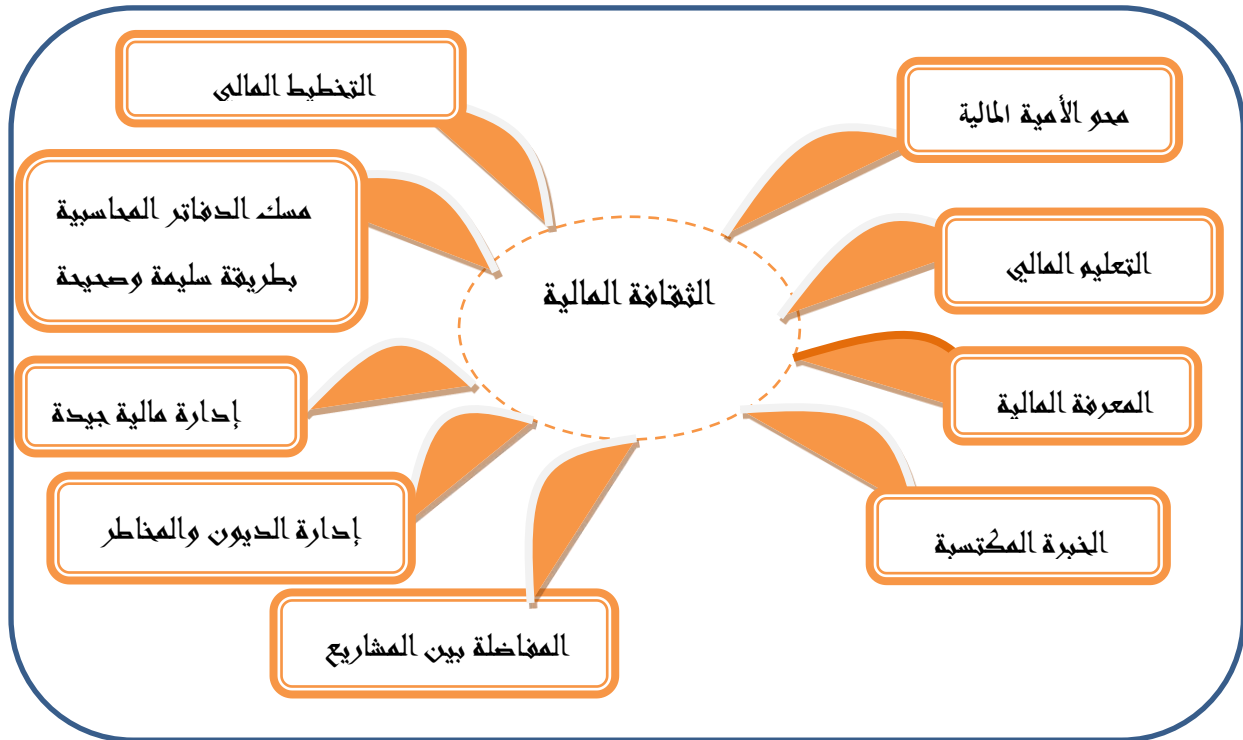 التخطيط المالي
محو الأمية المالية
مسك الدفاتر المحاسبية
بطريقة سليمة وصحيحة
التعليم المالي
الثقافة المالية
إدارة مالية جيدة
المعرفة المالية
إدارة الديون والمخاطر
الخبرة المكتسبة
المفاضلة بين المشاريع